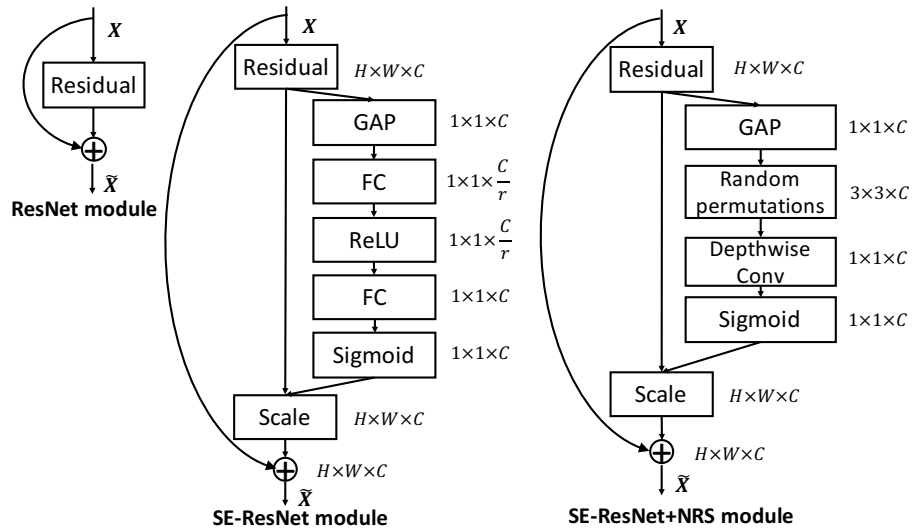 X
Residual
+
X̃
ResNet module
X
Residual
H×W×C
GAP
1×1×C
FC
1×1×C/r
ReLU
1×1×C/r
FC
1×1×C
Sigmoid
1×1×C
Scale
H×W×C
+
H×W×C
X̃
SE-ResNet module
X
Residual
H×W×C
GAP
1×1×C
Random
permutations
3×3×C
Depthwise
Conv
1×1×C
Sigmoid
1×1×C
Scale
H×W×C
+
H×W×C
X̃
SE-ResNet+NRS module